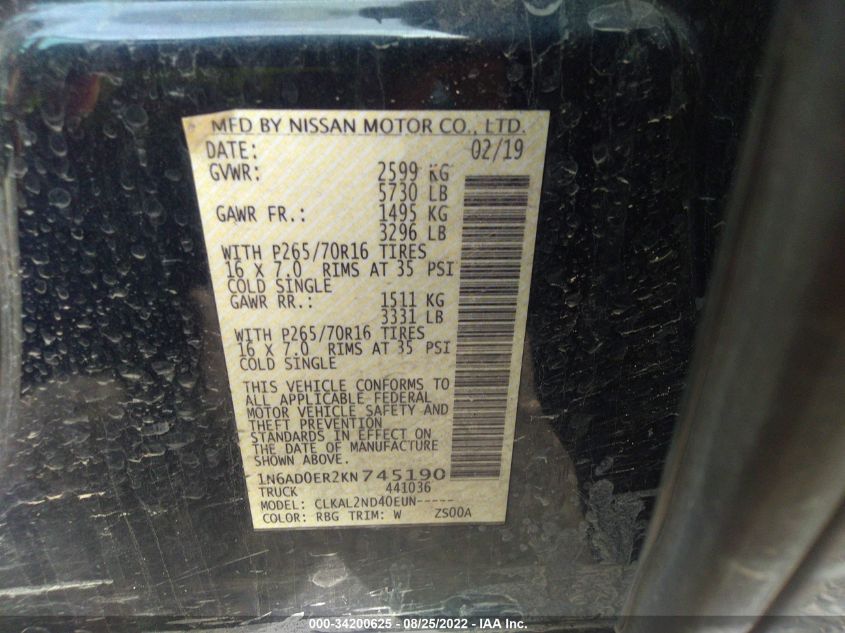 MFD BY NISSAN MOTOR CO., LTD.
DATE: 02/19
GVWR: 2599 KG
5730 LB
GAWR FR.: 1495 KG
3296 LB
WITH P265/70R16 TIRES
16 X 7.0 RIMS AT 35 PSI
COLD SINGLE
GAWR RR.: 1511 KG
3331 LB
WITH P265/70R16 TIRES
16 X 7.0 RIMS AT 35 PSI
COLD SINGLE
THIS VEHICLE CONFORMS TO
ALL APPLICABLE FEDERAL
MOTOR VEHICLE SAFETY AND
THEFT PREVENTION
STANDARDS IN EFFECT ON
THE DATE OF MANUFACTURE
SHOWN ABOVE.
1N6AD0ER2KN745190
TRUCK 441036
MODEL: CLKAL2ND40EUN-----
COLOR: RBG TRIM: W ZS00A
000-34200625 - 08/25/2022 - IAA Inc.